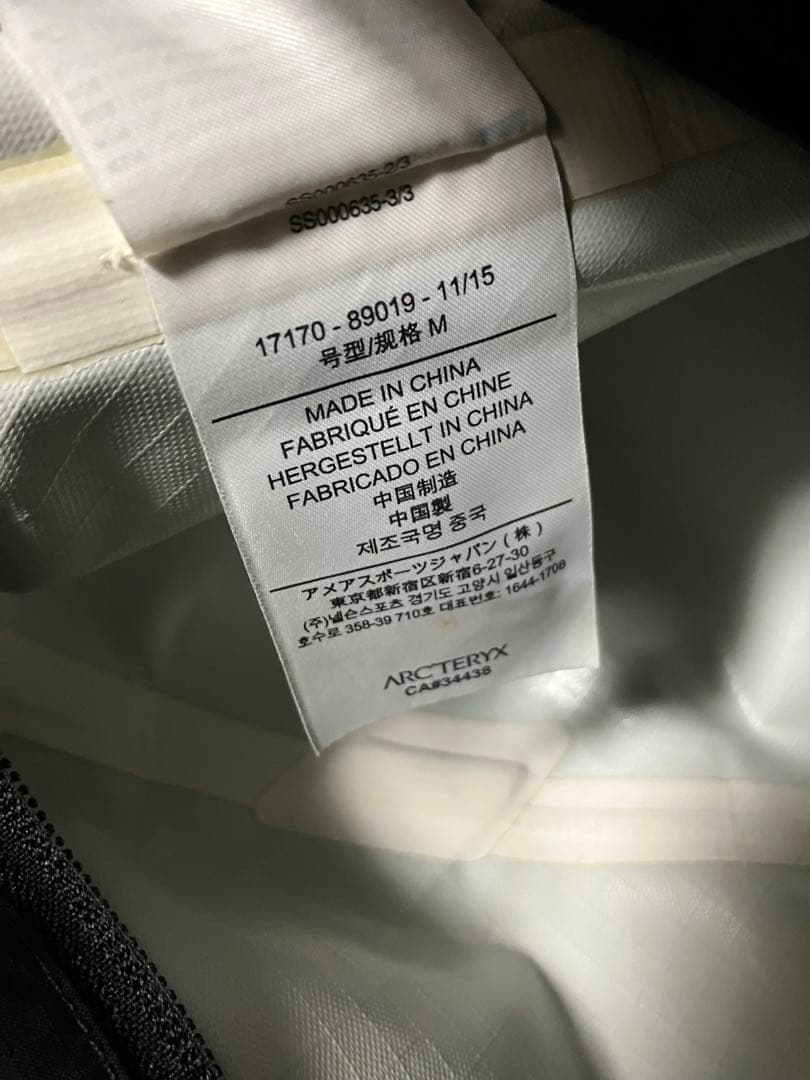 SS000635-2/3
SS000635-3/3
17170 - 89019 - 11/15
号型/规格 M
MADE IN CHINA
FABRIQUÉ EN CHINE
HERGESTELLT IN CHINA
FABRICADO EN CHINA
中国制造
中国製
제조국명 중국
アメアスポーツジャパン(株)
東京都新宿区新宿6-27-30
(주)넬슨스포츠 경기도 고양시 일산동구
호수로 358-39 710호 대표번호: 1644-1708
ARC'TERYX
CA#34438